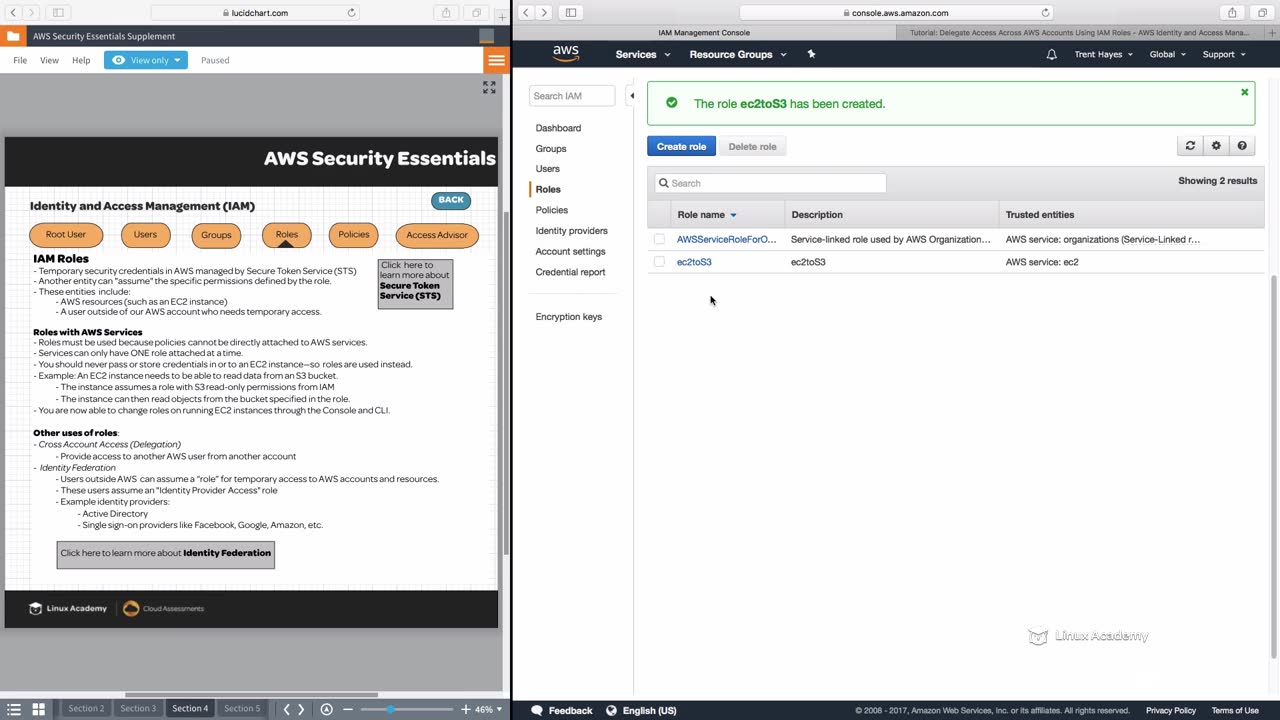 lucidchart.com
AWS Security Essentials Supplement
File View Help View only Paused
AWS Security Essentials
Identity and Access Management (IAM)
BACK
Root User Users Groups Roles Policies Access Advisor
IAM Roles
- Temporary security credentials in AWS managed by Secure Token Service (STS)
- Another entity can "assume" the specific permissions defined by the role.
- These entities include:
- AWS resources (such as an EC2 instance)
- A user outside of our AWS account who needs temporary access.
Click here to
learn more about
Secure Token
Service (STS)
Roles with AWS Services
- Roles must be used because policies cannot be directly attached to AWS services.
- Services can only have ONE role attached at a time.
- You should never pass or store credentials in or to an EC2 instance—so roles are used instead.
- Example: An EC2 instance needs to be able to read data from an S3 bucket.
- The instance assumes a role with S3 read-only permissions from IAM
- The instance can then read objects from the bucket specified in the role.
- You are now able to change roles on running EC2 instances through the Console and CLI.
Other uses of roles:
- Cross Account Access (Delegation)
- Provide access to another AWS user from another account
- Identity Federation
- Users outside AWS can assume a "role" for temporary access to AWS accounts and resources.
- These users assume an "Identity Provider Access" role
- Example identity providers:
- Active Directory
- Single sign-on providers like Facebook, Google, Amazon, etc.
Click here to learn more about Identity Federation
Linux Academy Cloud Assessments
Section 2 Section 3 Section 4 Section 5 46%
console.aws.amazon.com
IAM Management Console
Tutorial: Delegate Access Across AWS Accounts Using IAM Roles - AWS Identity and Access Mana...
aws Services Resource Groups Trent Hayes Global Support
Search IAM
Dashboard
Groups
Users
Roles
Policies
Identity providers
Account settings
Credential report
Encryption keys
The role ec2toS3 has been created.
Create role Delete role
Search
Showing 2 results
Role name Description Trusted entities
AWSServiceRoleForO... Service-linked role used by AWS Organization... AWS service: organizations (Service-Linked r...
ec2toS3 ec2toS3 AWS service: ec2
Linux Academy
Feedback English (US) © 2008 - 2017, Amazon Web Services, Inc. or its affiliates. All rights reserved. Privacy Policy Terms of Use